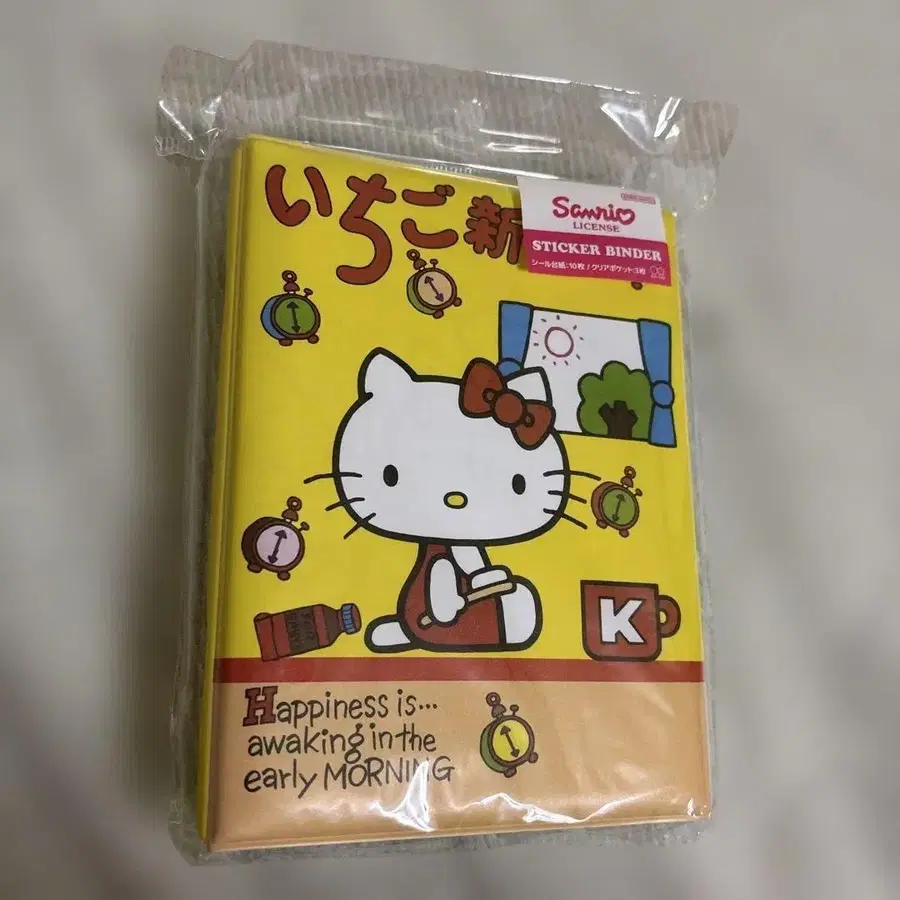 いちご新
Sanrio
LICENSE
STICKER BINDER
シール台紙:10枚 / クリアポケット:3枚
K
Happiness is...
awaking in the
early MORNING